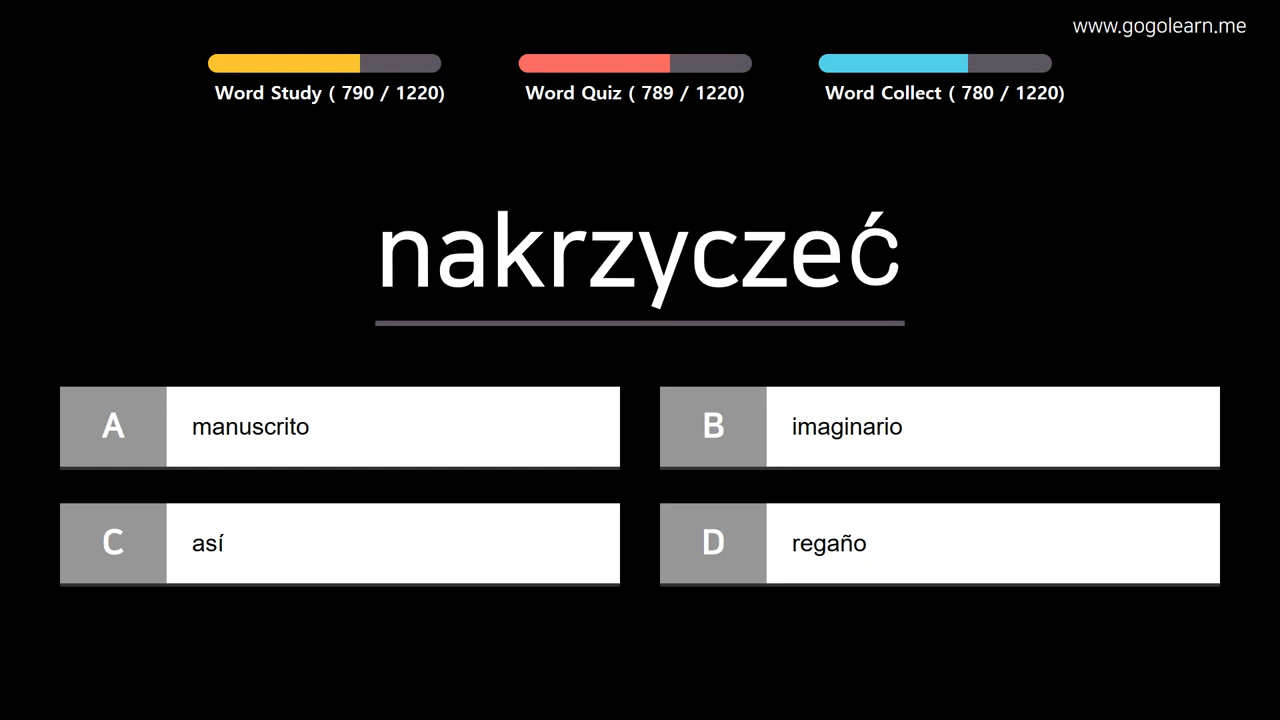 www.gogolearn.me
Word Study ( 790 / 1220)
Word Quiz ( 789 / 1220)
Word Collect ( 780 / 1220)
nakrzyczeć
A
manuscrito
B
imaginario
C
así
D
regaño